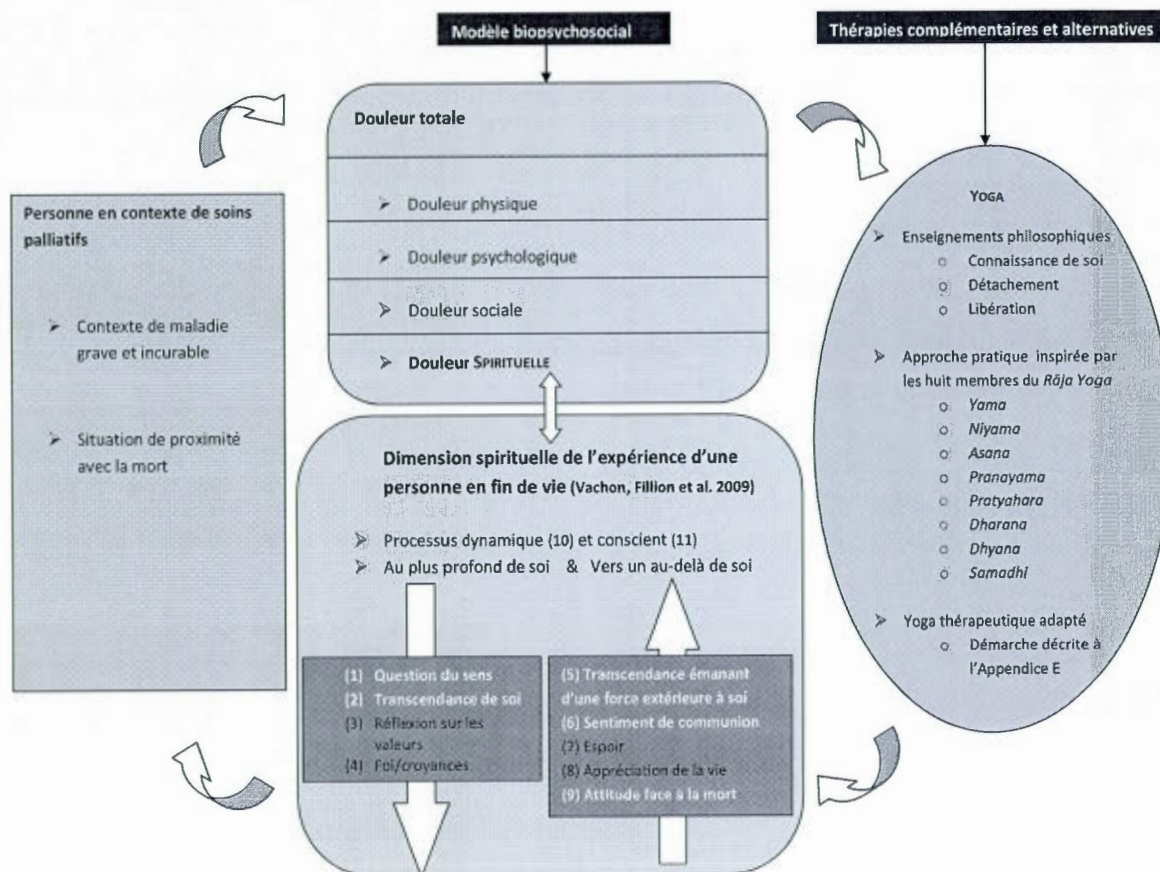 Modèle biopsychosocial
Thérapies complémentaires et alternatives
Personne en contexte de soins
palliatifs
➢ Contexte de maladie
grave et incurable
➢ Situation de proximité
avec la mort
Douleur totale
➢ Douleur physique
➢ Douleur psychologique
➢ Douleur sociale
➢ Douleur SPIRITUELLE
Dimension spirituelle de l'expérience d'une
personne en fin de vie (Vachon, Fillion et al. 2009)
➢ Processus dynamique (10) et conscient (11)
➢ Au plus profond de soi & Vers un au-delà de soi
(1) Question du sens
(2) Transcendance de soi
(3) Réflexion sur les
valeurs
(4) Foi/croyances
(5) Transcendance émanant
d'une force extérieure à soi
(6) Sentiment de communion
(7) Espoir
(8) Appréciation de la vie
(9) Attitude face à la mort
YOGA
➢ Enseignements philosophiques
o Connaissance de soi
o Détachement
o Libération
➢ Approche pratique inspirée par
les huit membres du Rāja Yoga
o Yama
o Niyama
o Asana
o Pranayama
o Pratyahara
o Dharana
o Dhyana
o Samadhi
➢ Yoga thérapeutique adapté
o Démarche décrite à
l'Appendice E